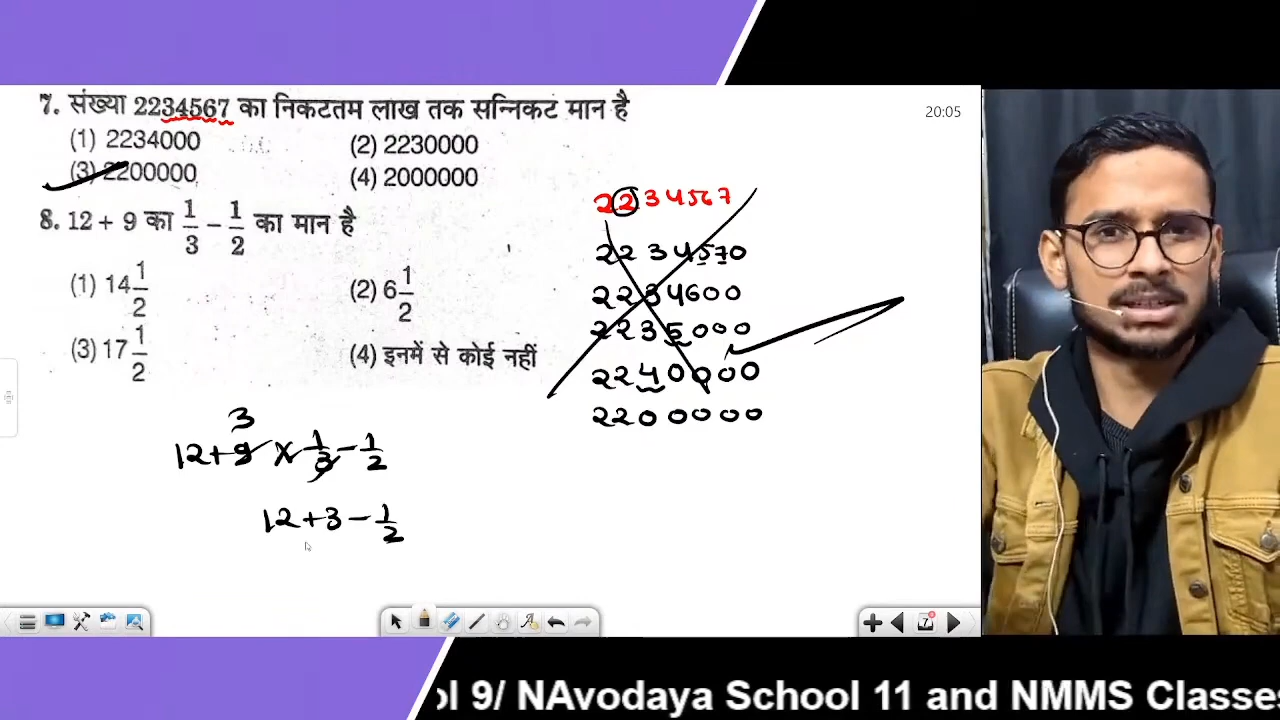 7. संख्या 2234567 का निकटतम लाख तक सन्निकट मान है
(1) 2234000 (2) 2230000
(3) 2200000 (4) 2000000
8. 12 + 9 का 1/3 - 1/2 का मान है
(1) 14 1/2 (2) 6 1/2
(3) 17 1/2 (4) इनमें से कोई नहीं
12+9 × 1/3 - 1/2
3
12+3-1/2
20:05
2234567
2234570
2234600
2235000
2240000
2200000
7
ol 9/ NAvodaya School 11 and NMMS Classes